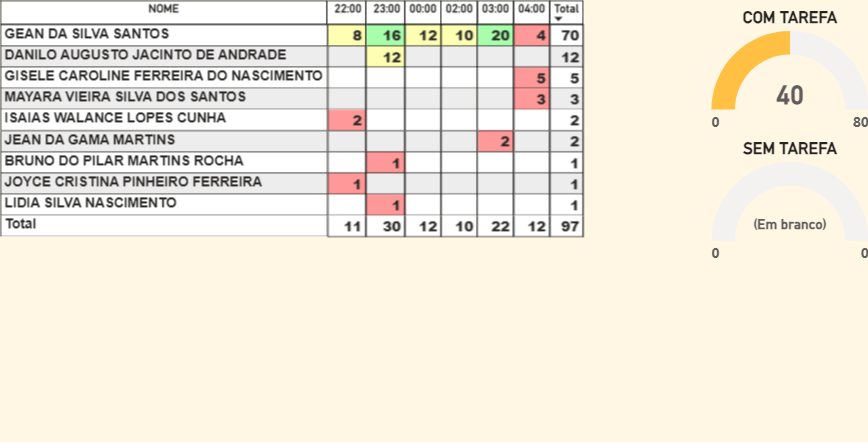 NOME 22:00 23:00 00:00 02:00 03:00 04:00 Total
GEAN DA SILVA SANTOS 8 16 12 10 20 4 70
DANILO AUGUSTO JACINTO DE ANDRADE 12 12
GISELE CAROLINE FERREIRA DO NASCIMENTO 5 5
MAYARA VIEIRA SILVA DOS SANTOS 3 3
ISAIAS WALANCE LOPES CUNHA 2 2
JEAN DA GAMA MARTINS 2 2
BRUNO DO PILAR MARTINS ROCHA 1 1
JOYCE CRISTINA PINHEIRO FERREIRA 1 1
LIDIA SILVA NASCIMENTO 1 1
Total 11 30 12 10 22 12 97
COM TAREFA
40
0 80
SEM TAREFA
(Em branco)
0 0